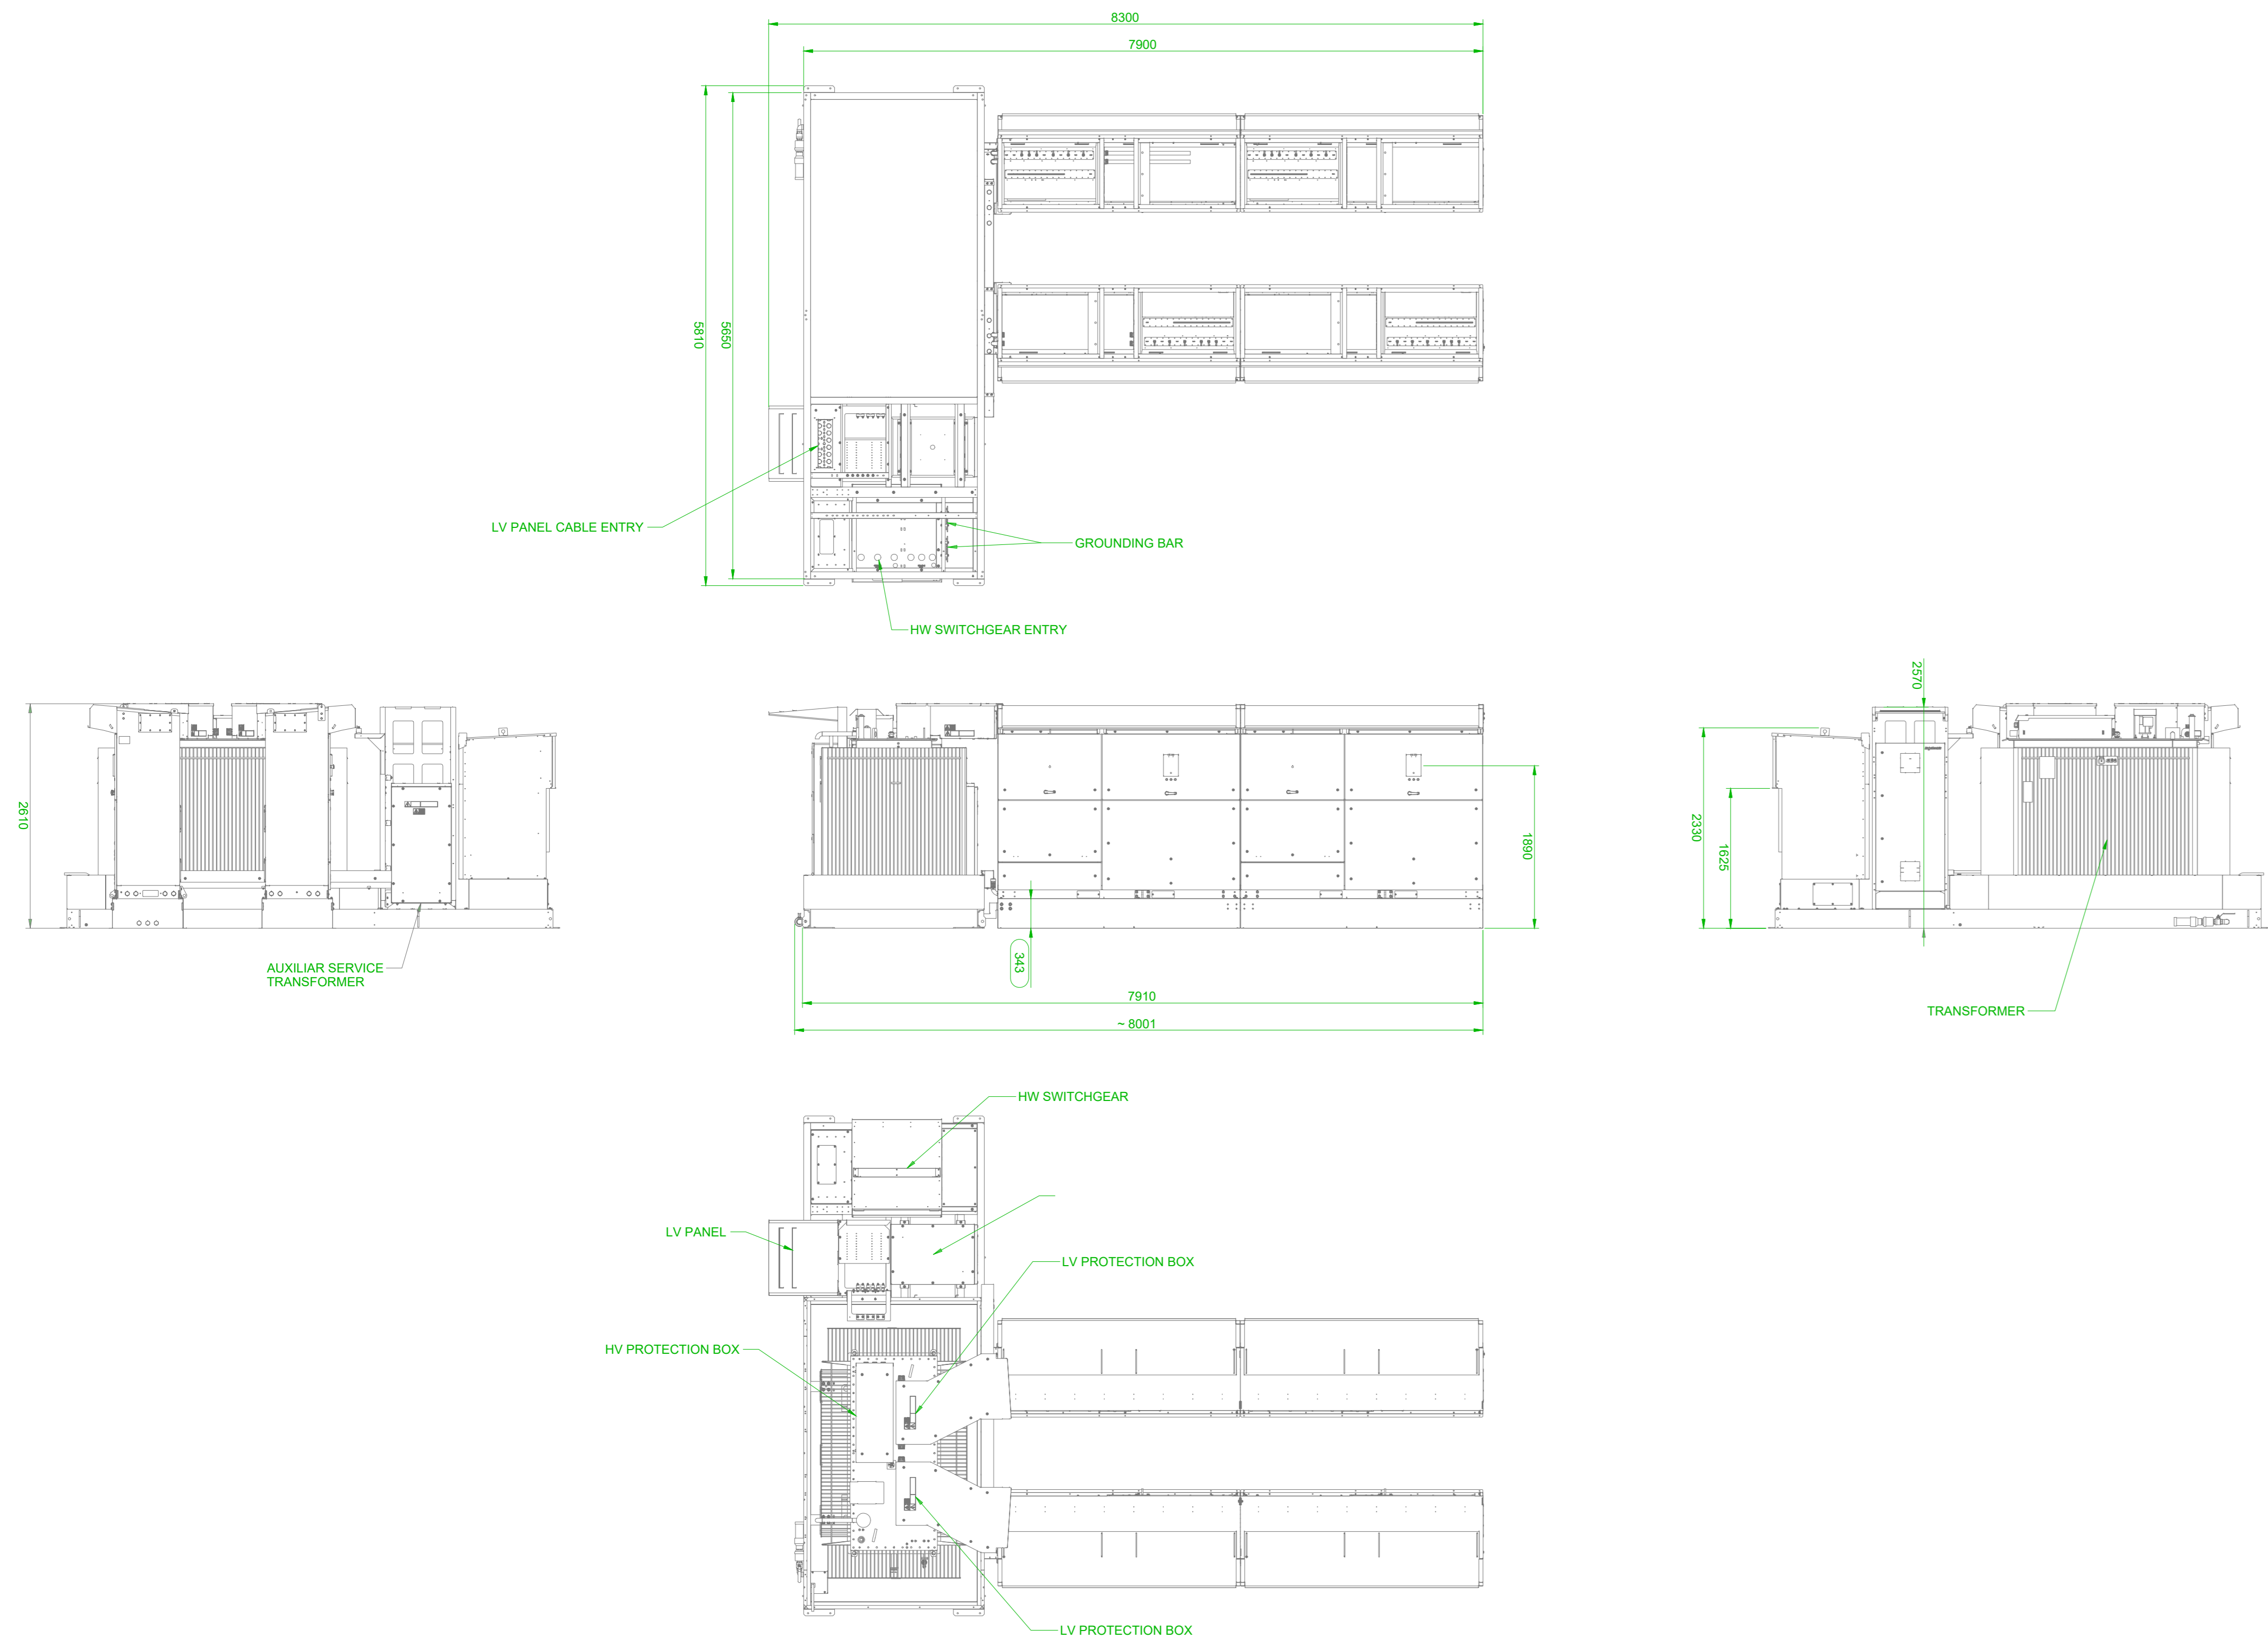 8300
7900
5810
5650
LV PANEL CABLE ENTRY
GROUNDING BAR
HW SWITCHGEAR ENTRY
2610
AUXILIAR SERVICE
TRANSFORMER
1890
343
7910
~ 8001
2570
2330
1625
TRANSFORMER
HW SWITCHGEAR
LV PANEL
LV PROTECTION BOX
HV PROTECTION BOX
LV PROTECTION BOX